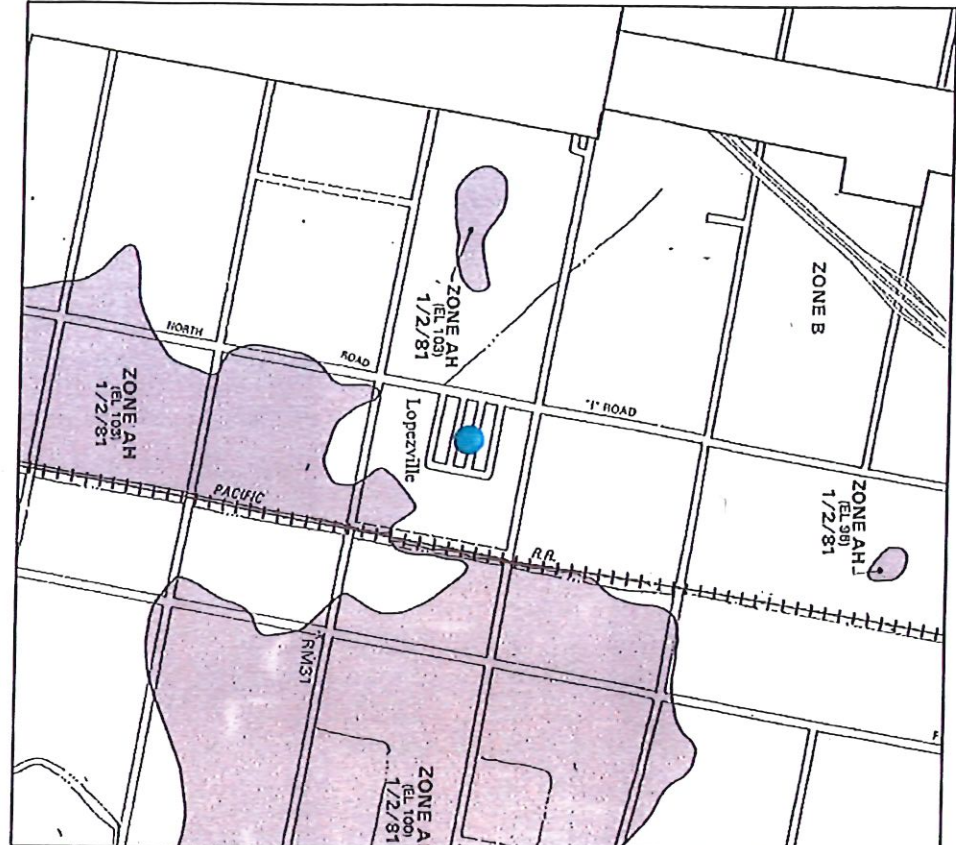 ZONE B
ZONE AH
(EL 103)
1/2/81
NORTH
ROAD
"I" ROAD
ZONE AH
(EL 103)
1/2/81
Lopezville
ZONE AH
(EL 98)
1/2/81
PACIFIC
R.R.
RM31
ZONE A
(EL 100)
1/2/81